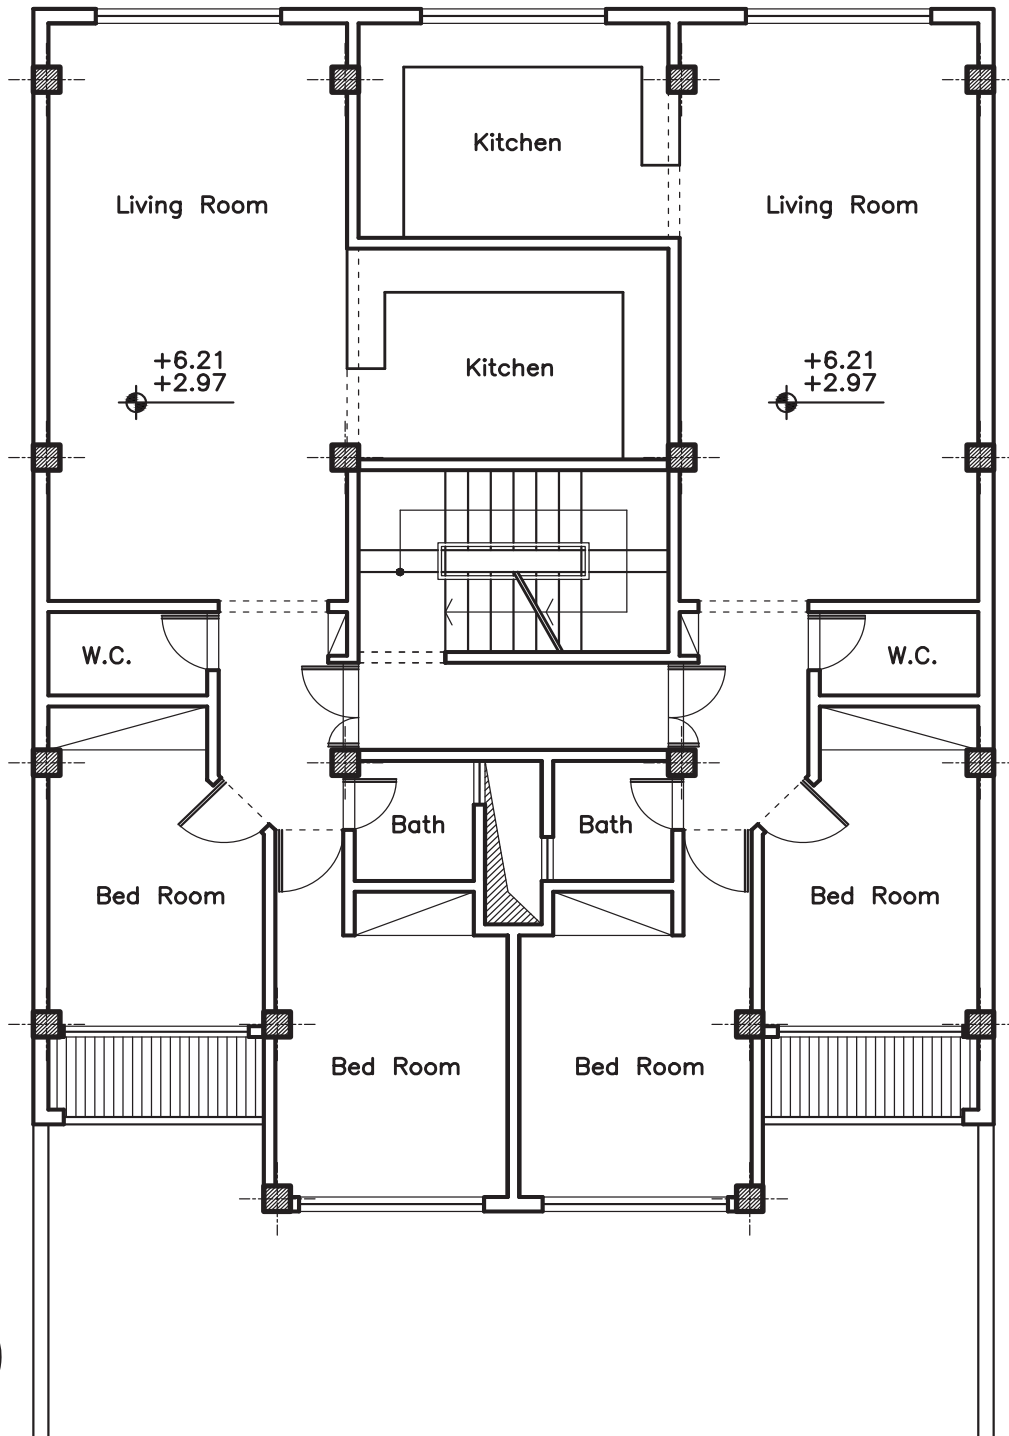 Kitchen
Living Room
Living Room
+6.21
+2.97
Kitchen
+6.21
+2.97
W.C.
W.C.
Bath
Bath
Bed Room
Bed Room
Bed Room
Bed Room